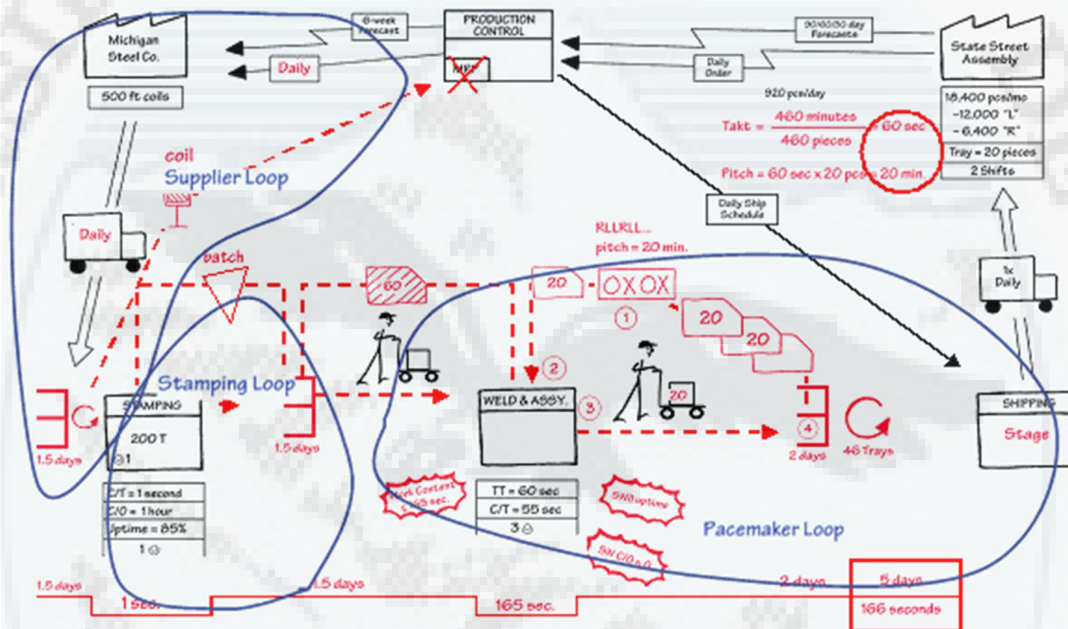 Michigan
Steel Co.
500 ft coils
6-week
Forecast
Daily
PRODUCTION
CONTROL
MRP
90/60/30 day
Forecasts
Daily
Order
State Street
Assembly
920 pcs/day
18,400 pcs/mo
-12,000 "L"
-6,400 "R"
Tray = 20 pieces
2 Shifts
Takt = 460 minutes
460 pieces
= 60 sec
Pitch = 60 sec x 20 pcs = 20 min.
coil
Supplier Loop
Daily
Daily Ship
Schedule
RLLRLL...
pitch = 20 min.
batch
60
20
OXOX
1
20
20
1x
Daily
2
Stamping Loop
STAMPING
200 T
1
1.5 days
1.5 days
WELD & ASSY.
3
20
4
2 days
46 Trays
SHIPPING
Stage
C/T = 1 second
C/O = 1 hour
Uptime = 85%
1
TT = 60 sec
C/T = 55 sec
3
Pacemaker Loop
1.5 days
1 sec.
1.5 days
165 sec.
2 days
5 days
166 seconds